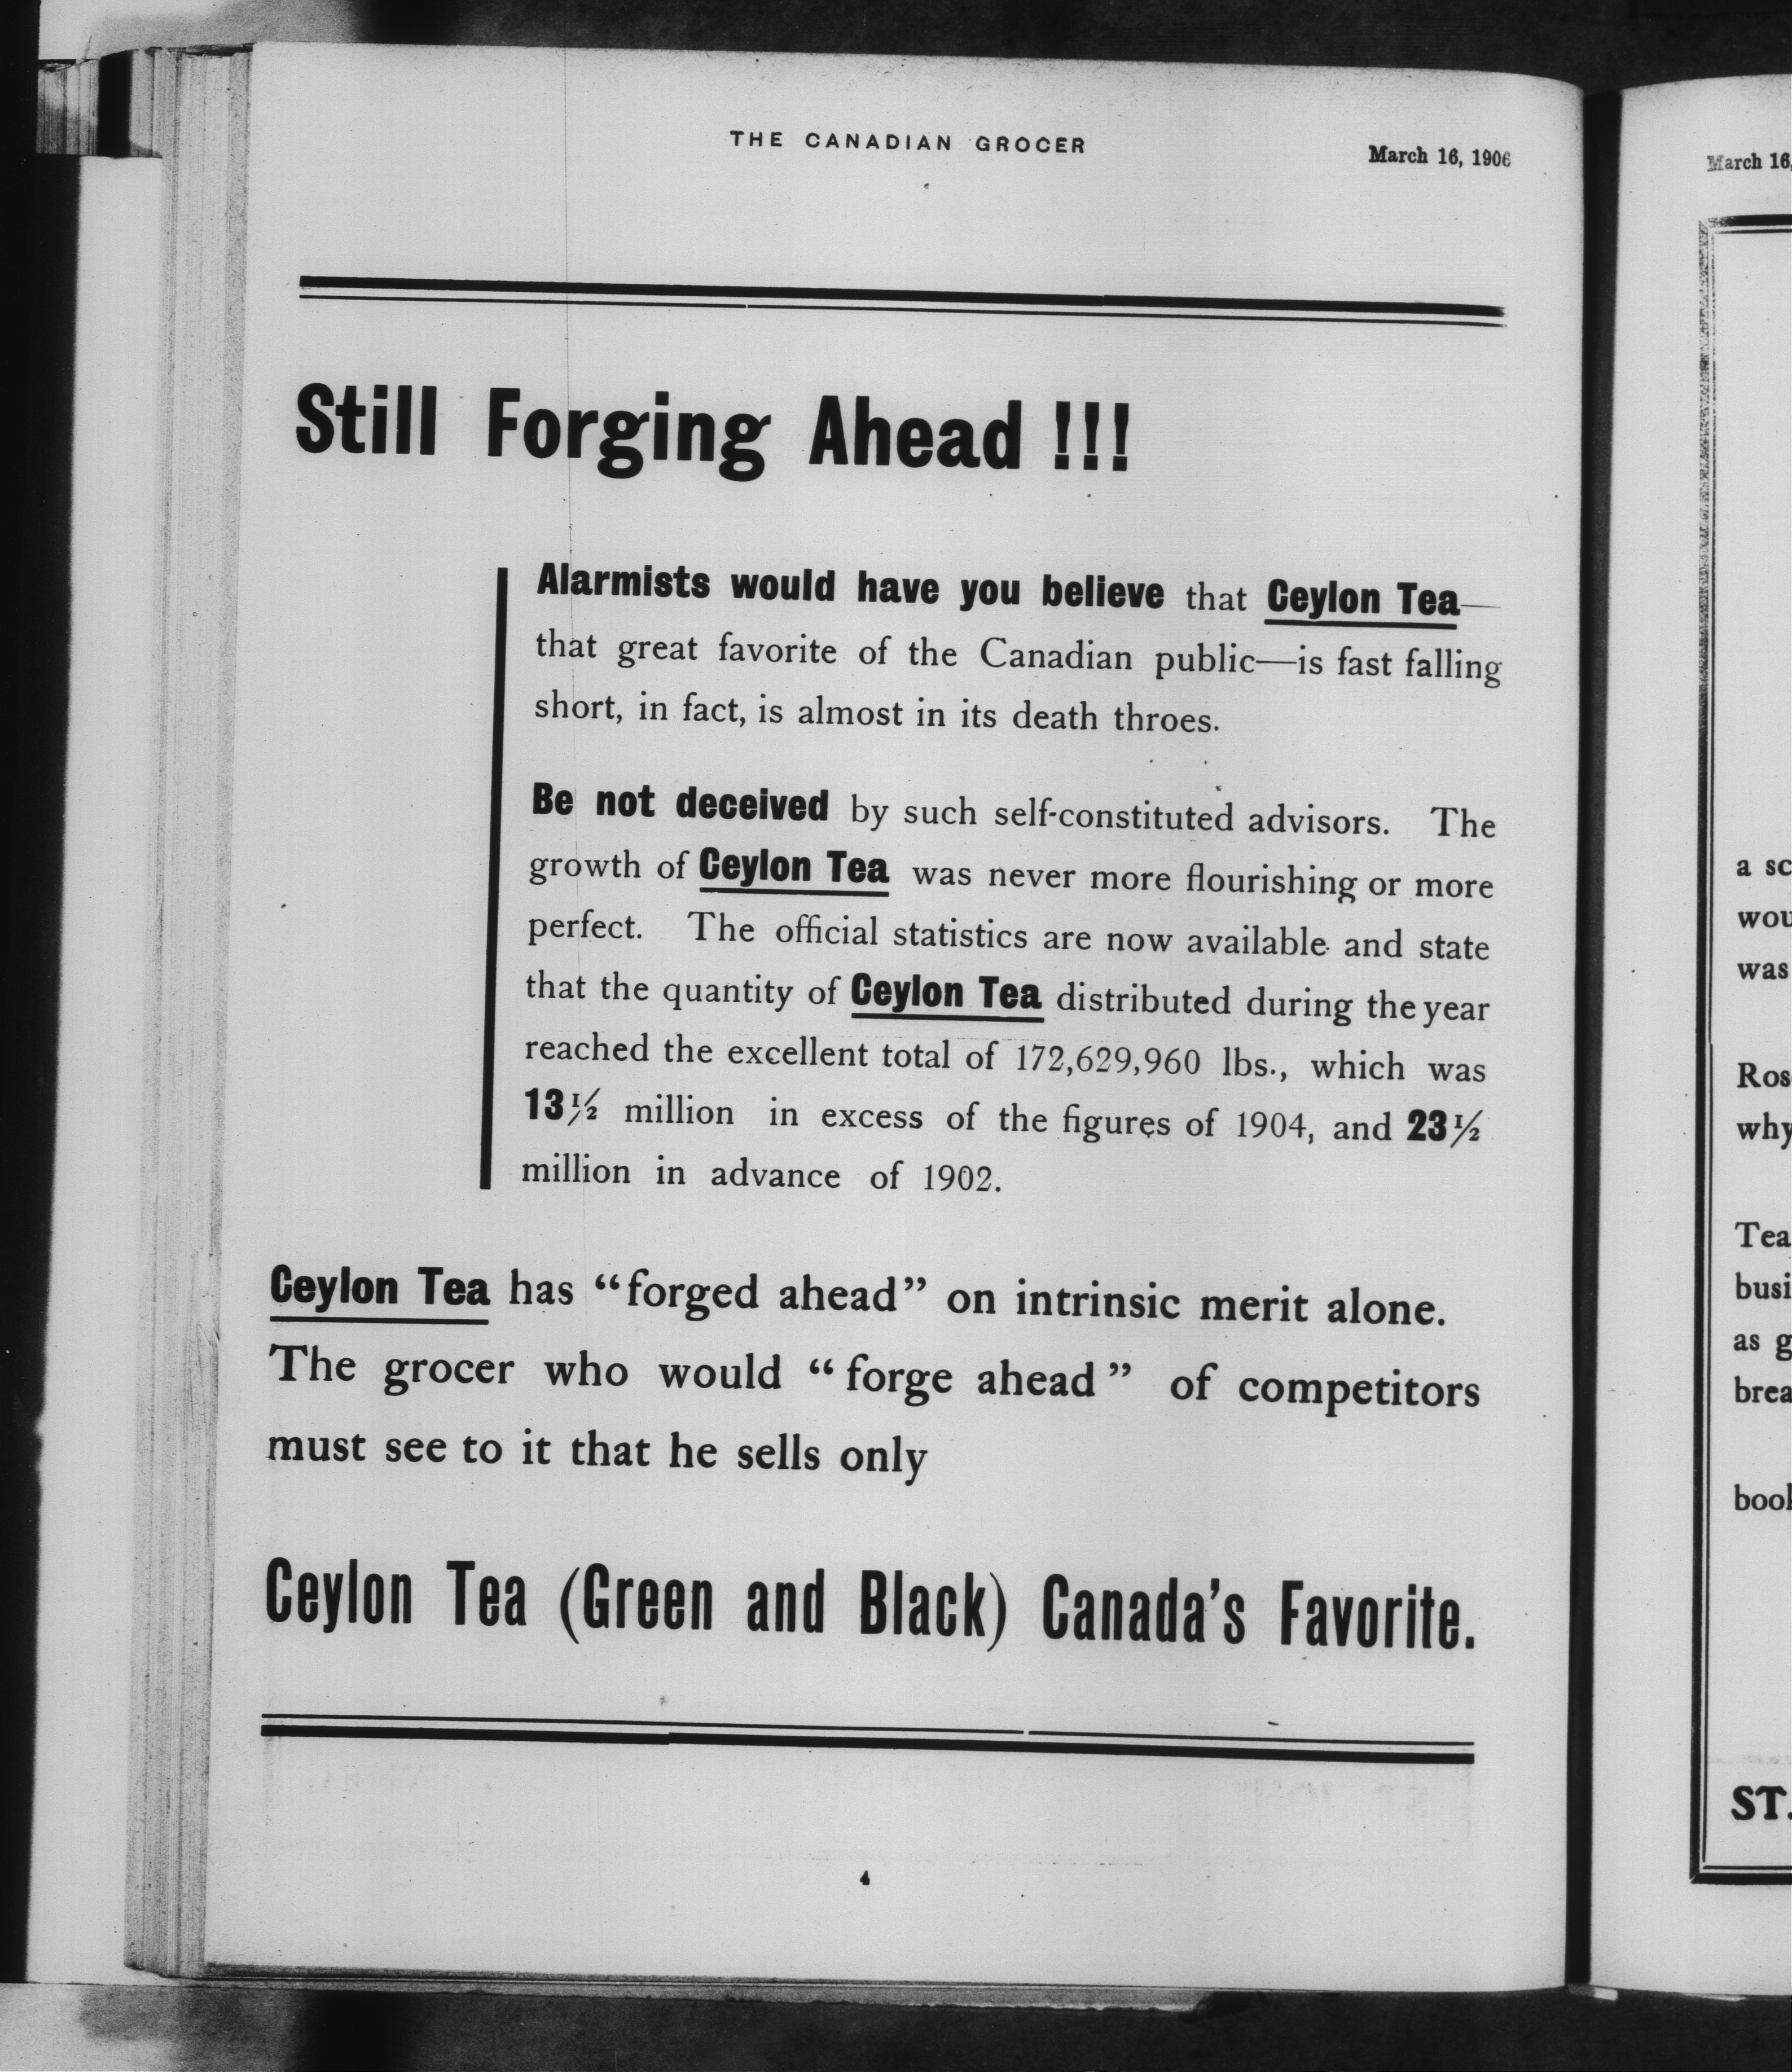 THE CANADIAN GROCER
March 16, 1906
Still Forging Ahead !!!
Alarmists would have you believe that Ceylon Tea—
that great favorite of the Canadian public—is fast falling
short, in fact, is almost in its death throes.
Be not deceived by such self-constituted advisors. The
growth of Ceylon Tea was never more flourishing or more
perfect. The official statistics are now available and state
that the quantity of Ceylon Tea distributed during the year
reached the excellent total of 172,629,960 lbs., which was
13½ million in excess of the figures of 1904, and 23½
million in advance of 1902.
Ceylon Tea has "forged ahead" on intrinsic merit alone.
The grocer who would "forge ahead" of competitors
must see to it that he sells only
Ceylon Tea (Green and Black) Canada's Favorite.
4
March 16,
a sc
wou
was
Ros
why
Tea
busi
as g
brea
book
ST.